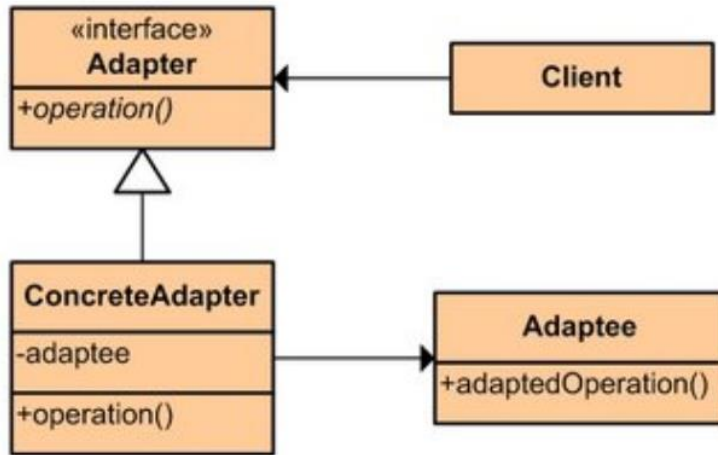 «interface»
Adapter
+operation()
Client
ConcreteAdapter
-adaptee
+operation()
Adaptee
+adaptedOperation()